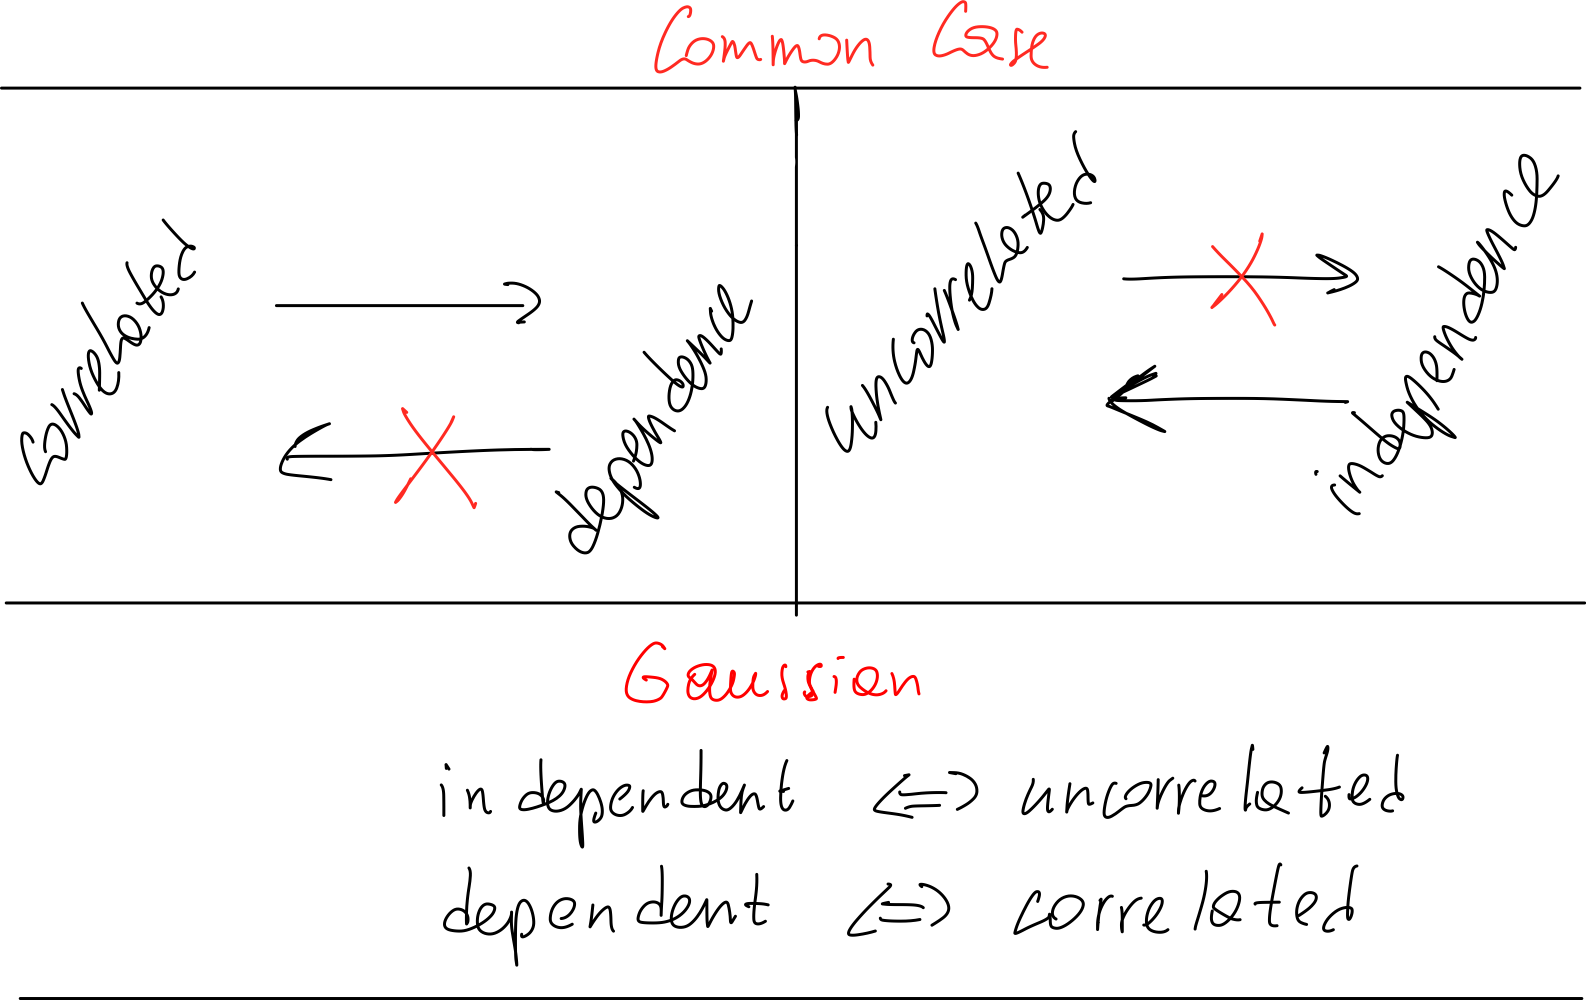 Common Case
correlated
dependence
uncorrelated
independence
Gaussian
independent <=> uncorrelated
dependent <=> correlated